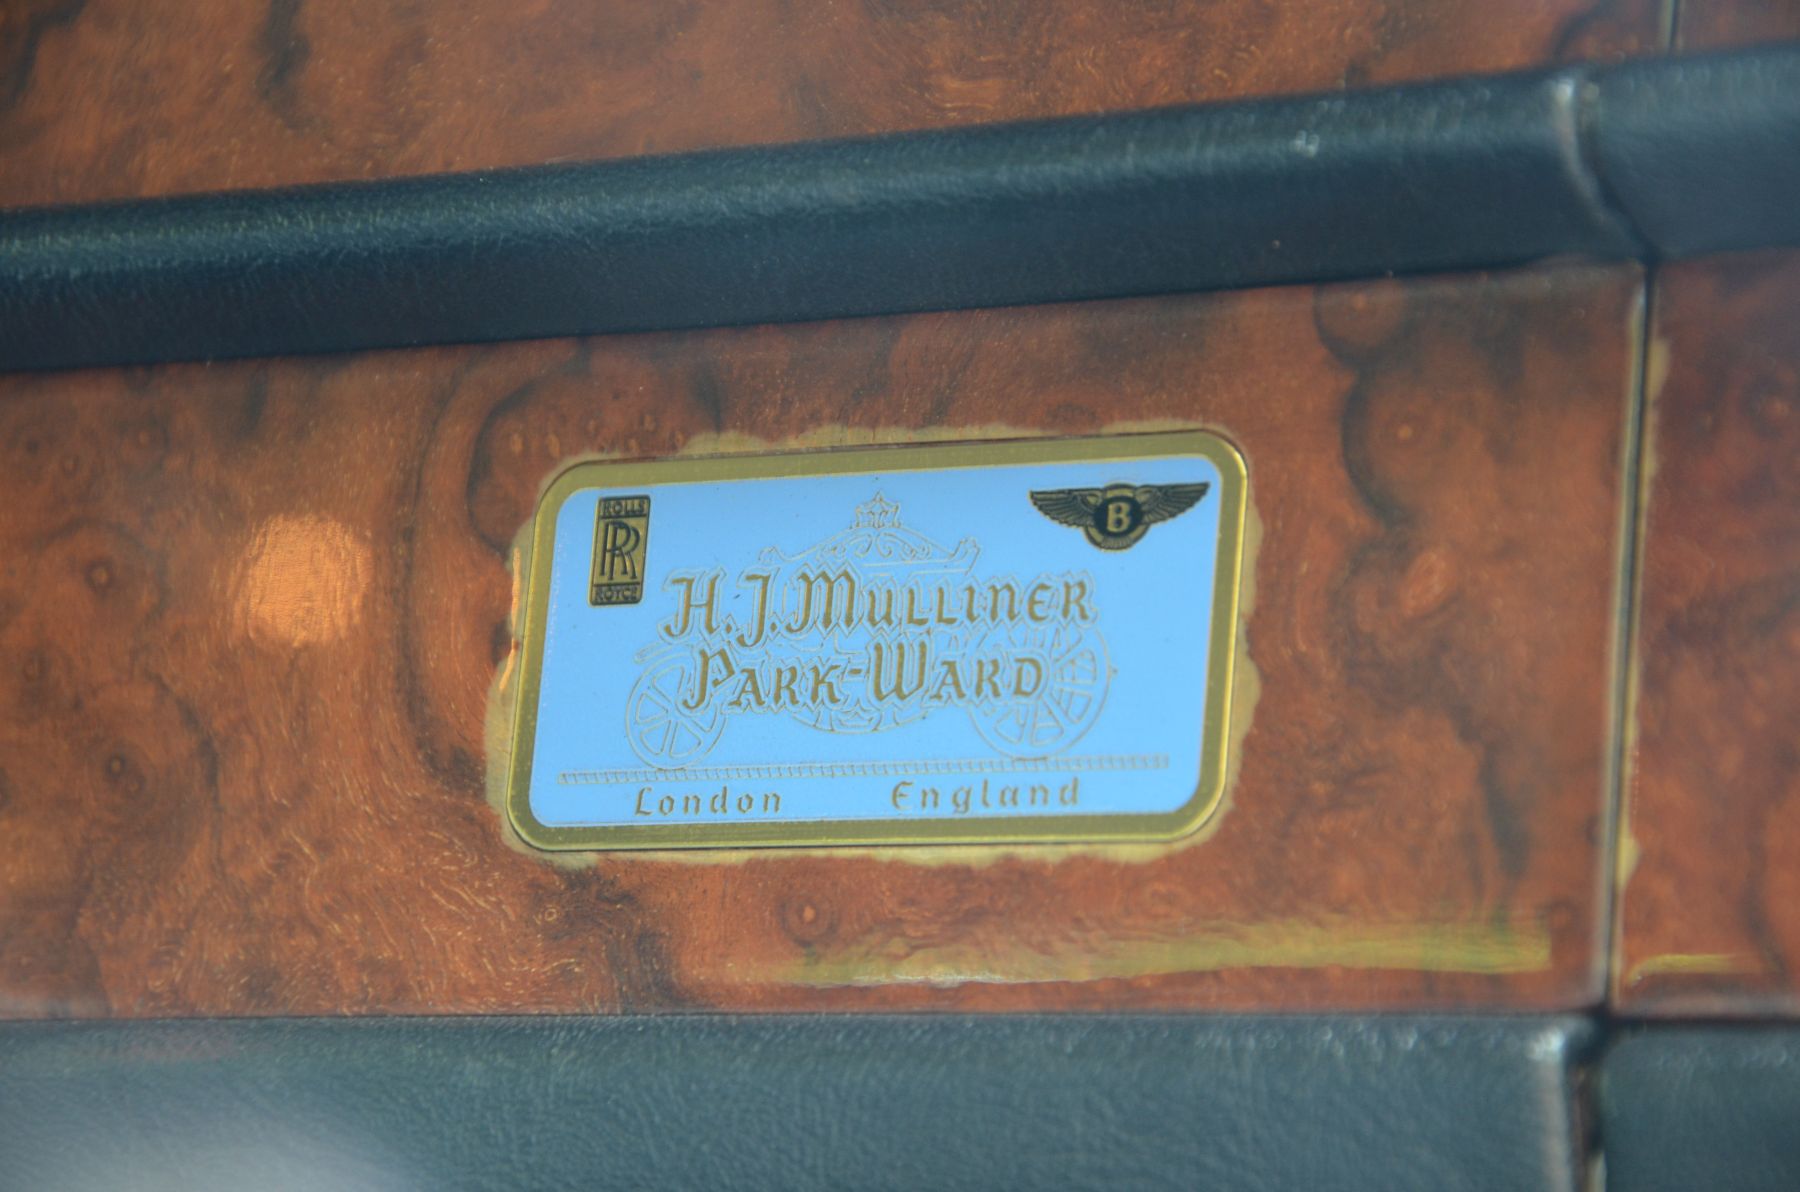 ROLLS
RR
ROYCE
B
H.J. Mulliner
Park-Ward
London England